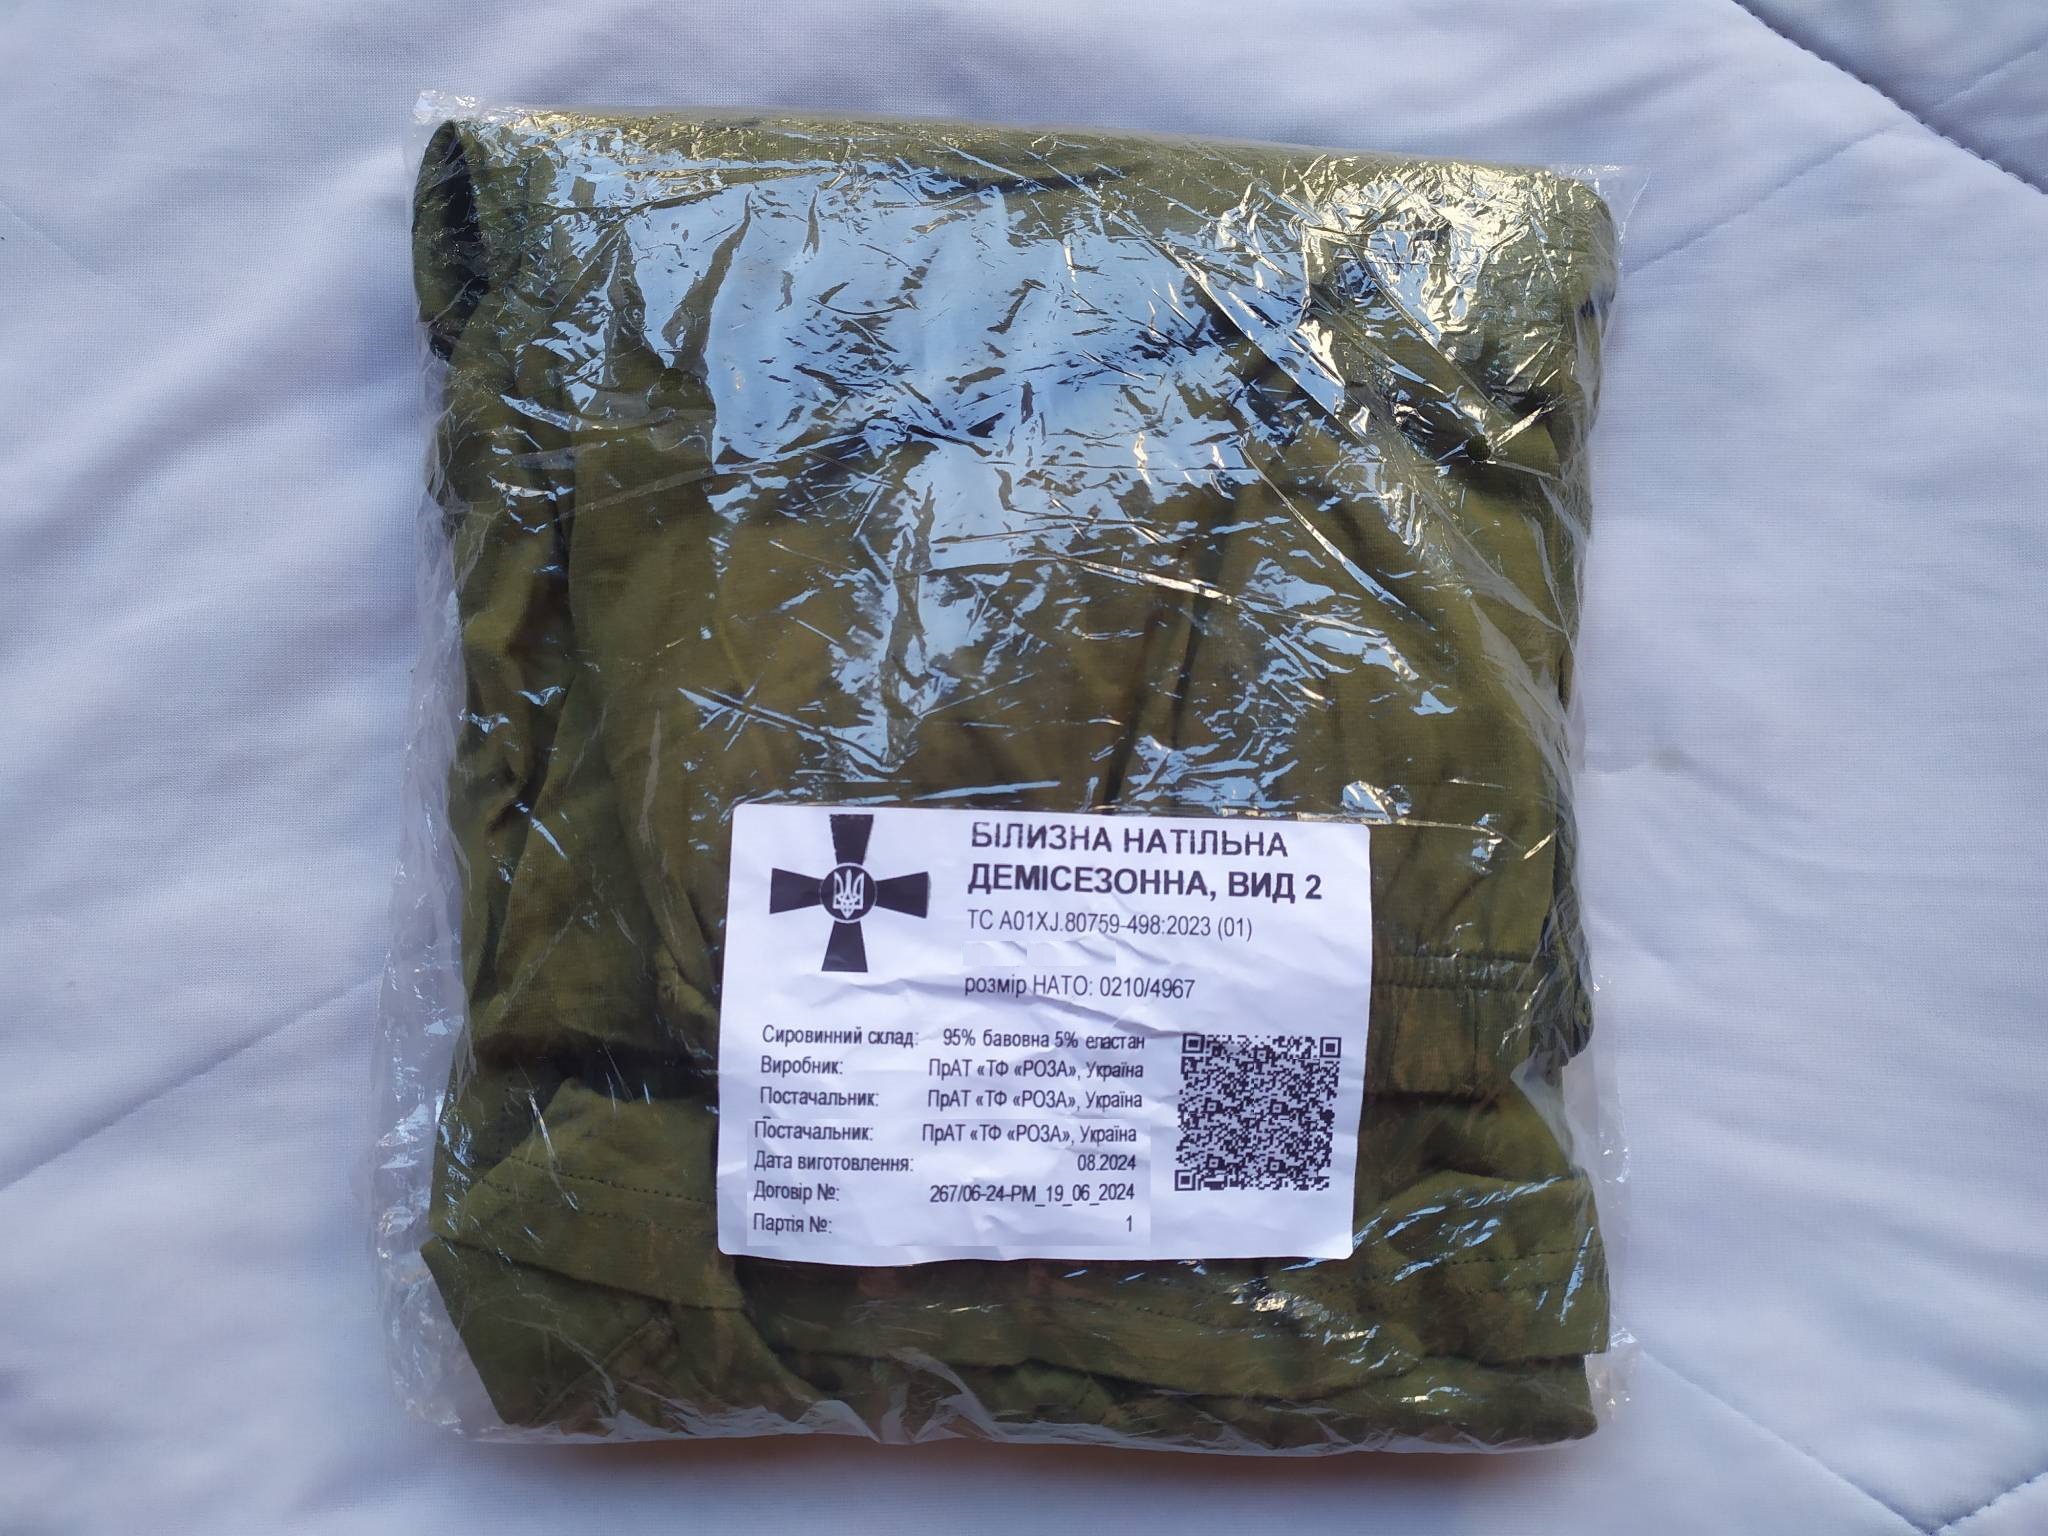 БІЛИЗНА НАТІЛЬНА
ДЕМІСЕЗОННА, ВИД 2
ТС А01XJ.80759-498:2023 (01)
розмір НАТО: 0210/4967
Сировинний склад: 95% бавовна 5% еластан
Виробник: ПрАТ «ТФ «РОЗА», Україна
Постачальник: ПрАТ «ТФ «РОЗА», Україна
Постачальник: ПрАТ «ТФ «РОЗА», Україна
Дата виготовлення: 08.2024
Договір №: 267/06-24-РМ_19_06_2024
Партія №: 1